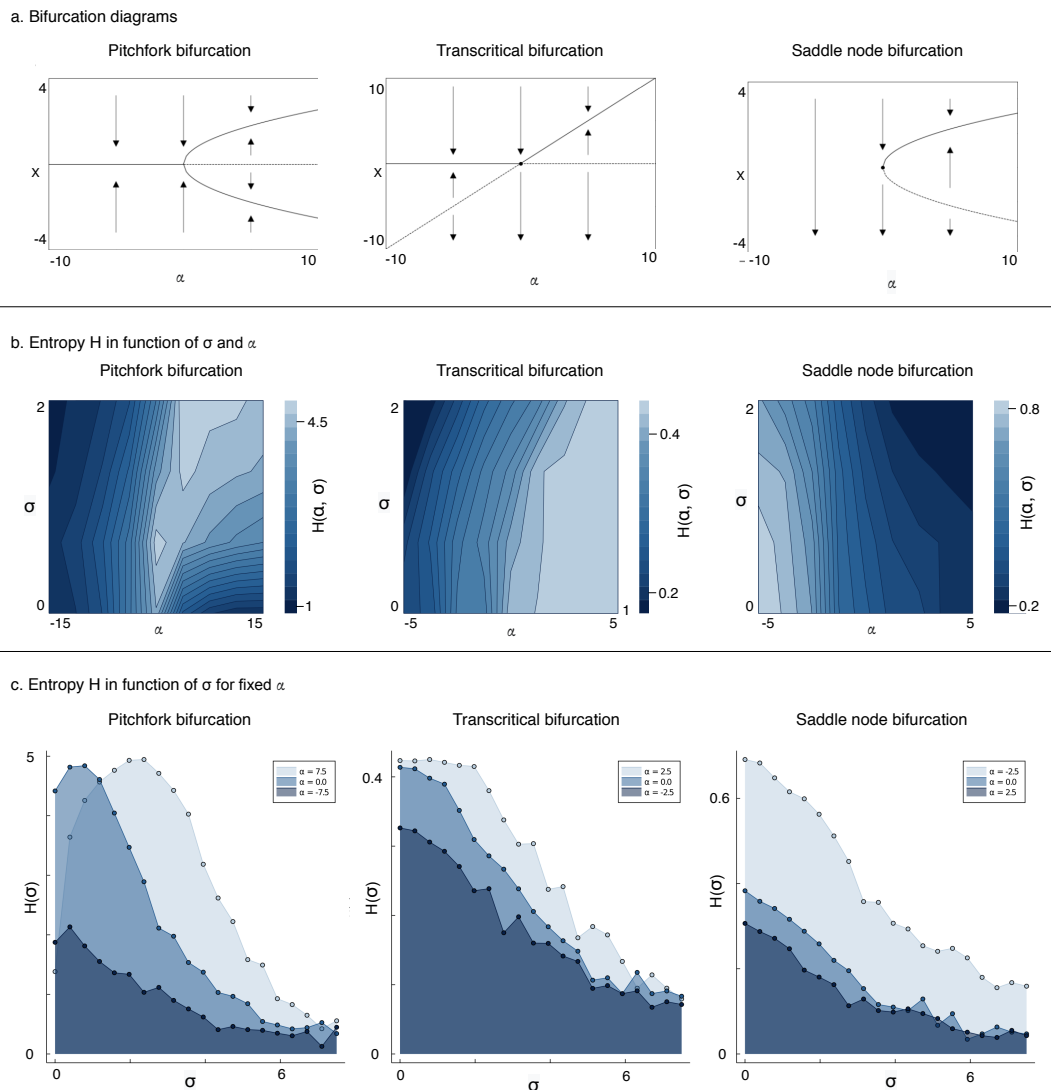 a. Bifurcation diagrams
Pitchfork bifurcation
Transcritical bifurcation
Saddle node bifurcation
4
x
-4
-10
10
α
10
x
-10
-10
10
α
4
x
-4
-10
10
α
b. Entropy H in function of σ and α
Pitchfork bifurcation
Transcritical bifurcation
Saddle node bifurcation
2
σ
0
-15
15
α
4.5
1
H(α, σ)
2
σ
0
-5
5
α
0.4
0.2
1
H(α, σ)
2
σ
0
-5
5
α
0.8
0.2
H(α, σ)
c. Entropy H in function of σ for fixed α
Pitchfork bifurcation
Transcritical bifurcation
Saddle node bifurcation
5
H(σ)
0
0
6
σ
α = 7.5
α = 0.0
α = -7.5
0.4
H(σ)
0
0
6
σ
α = 2.5
α = 0.0
α = -2.5
0.6
H(σ)
0
0
6
σ
α = -2.5
α = 0.0
α = 2.5